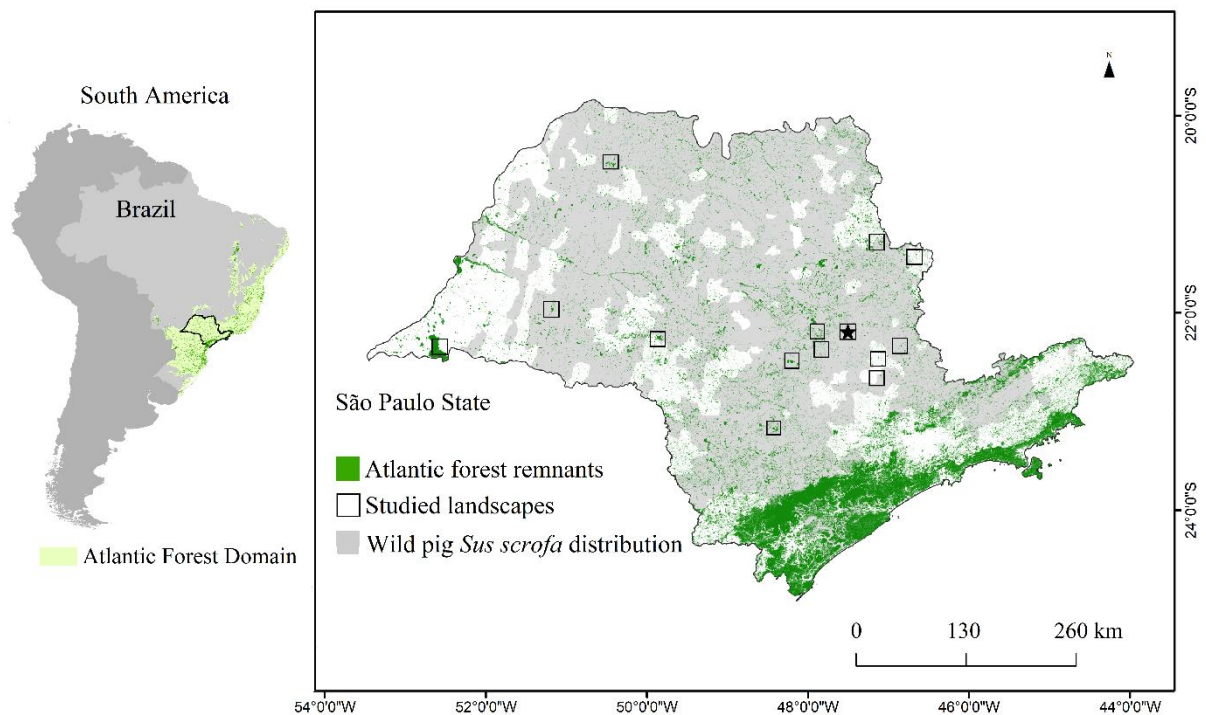 South America
Brazil
Atlantic Forest Domain
N
São Paulo State
Atlantic forest remnants
Studied landscapes
Wild pig Sus scrofa distribution
0 130 260 km
20°0'0"S
22°0'0"S
24°0'0"S
54°0'0"W 52°0'0"W 50°0'0"W 48°0'0"W 46°0'0"W 44°0'0"W